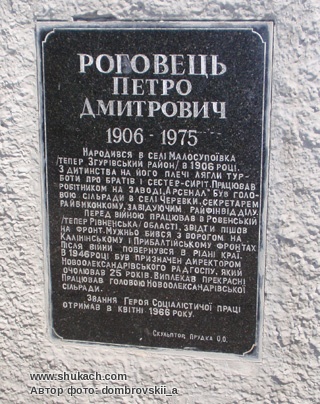 РОГОВЕЦЬ
ПЕТРО
ДМИТРОВИЧ
1906 - 1975
Народився в селі Малосупоївка
/тепер Згурівський район/ в 1906 році
З дитинства на його плечі лягли тур-
боти про братів і сестер-сиріт. Працював
робітником на заводі „Арсенал" був голо-
вою сільради в селі Черевки, секретарем
райвиконкому, завідуючим райфінвідділу.
Перед війною працював в Ровенській
/тепер Рівненська/ області, звідти пішов
на фронт. Мужньо бився з ворогом на
Калінінському і Прибалтійському фронтах
Після війни повернувся в рідні краї.
В 1946 році був призначен директором
Новоолександрівського радгоспу, який
очолював 25 років. Виплекав прекрасні
Працював головою Новоолександрівської
сільради.
Звання Героя Соціалістичої праці
отримав в квітні 1966 року.
Скульптор Прудка О.О.
www.shukach.com
Автор фото: dombrovskii_a